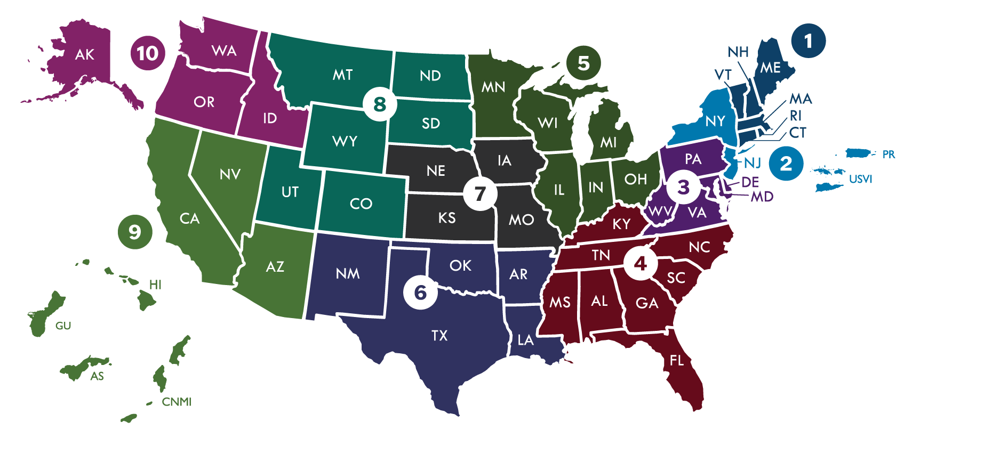 1
ME
NH
VT
MA
RI
CT
2
NY
NJ
PR
USVI
3
PA
DE
MD
WV
VA
4
KY
TN
NC
SC
MS
AL
GA
FL
5
MN
WI
MI
IL
IN
OH
6
NM
OK
AR
TX
LA
7
NE
IA
KS
MO
8
MT
ND
SD
WY
UT
CO
9
NV
CA
AZ
HI
GU
AS
CNMI
10
AK
WA
OR
ID